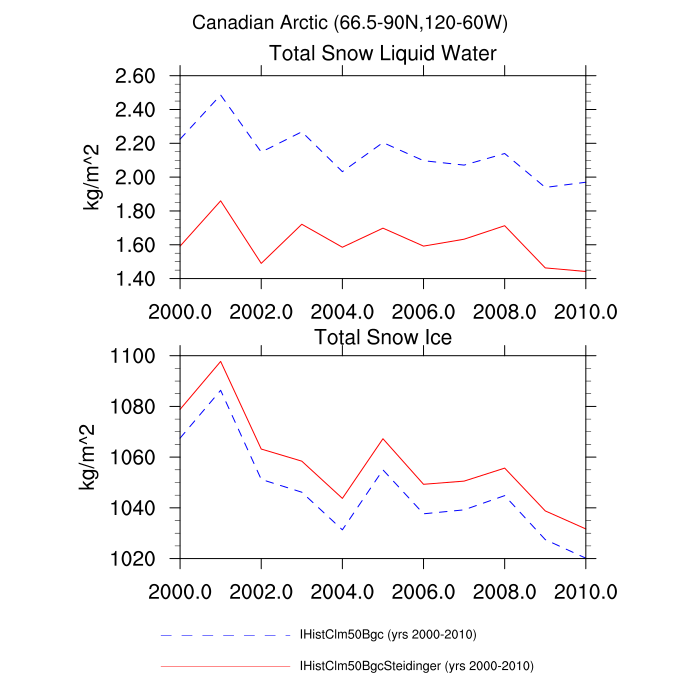 Canadian Arctic (66.5-90N,120-60W)
Total Snow Liquid Water
2.60
2.40
2.20
2.00
1.80
1.60
1.40
kg/m^2
2000.0 2002.0 2004.0 2006.0 2008.0 2010.0
Total Snow Ice
1100
1080
1060
1040
1020
kg/m^2
2000.0 2002.0 2004.0 2006.0 2008.0 2010.0
IHistClm50Bgc (yrs 2000-2010)
IHistClm50BgcSteidinger (yrs 2000-2010)